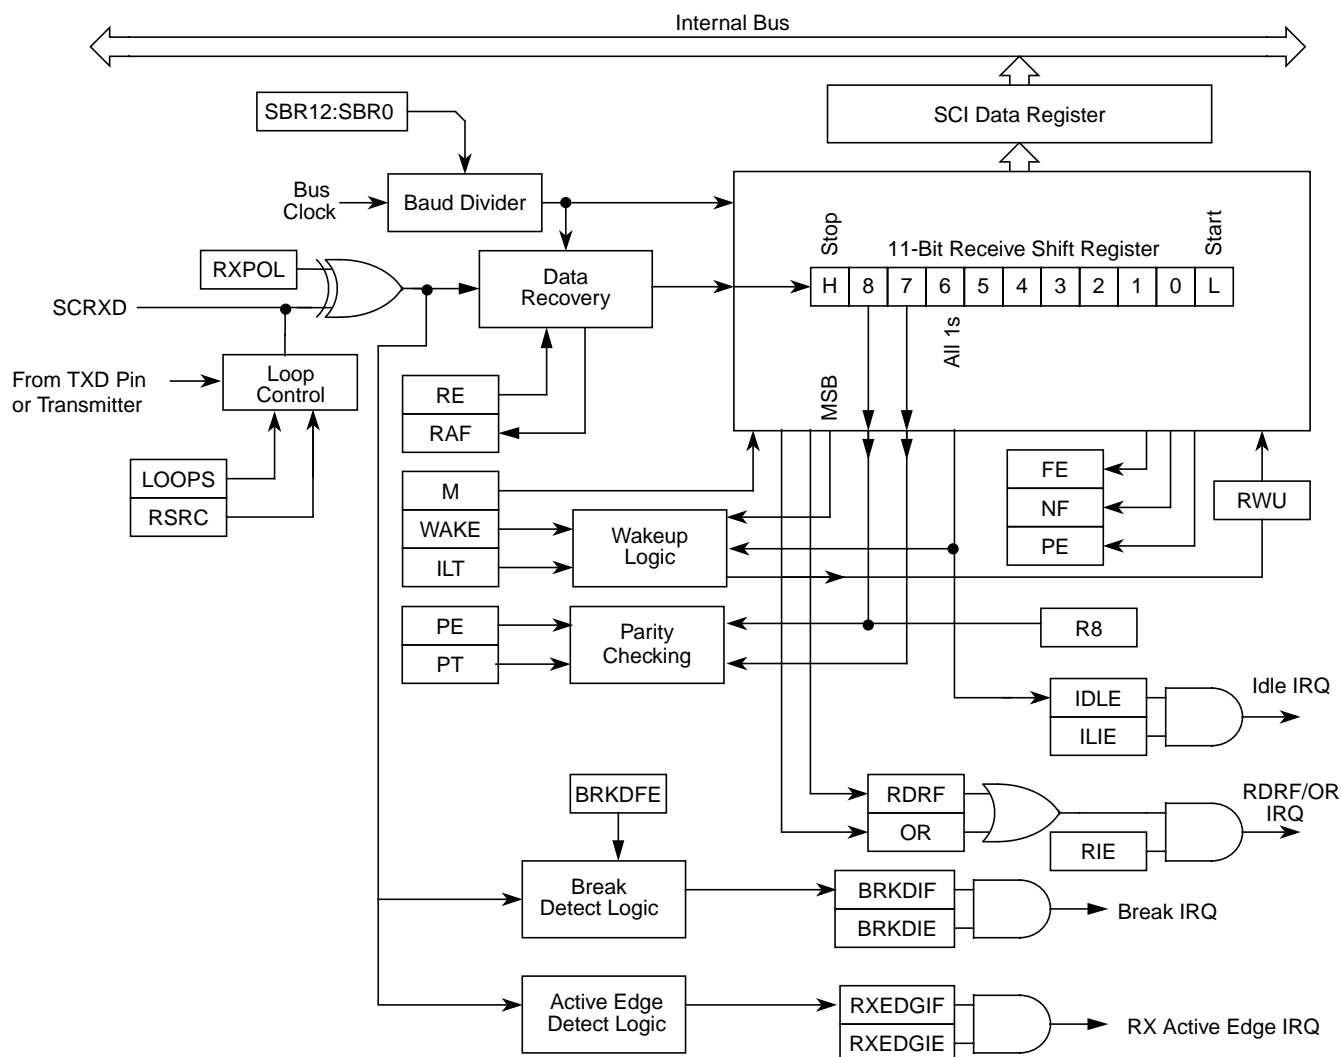 Internal Bus
SBR12:SBR0
SCI Data Register
Bus
Clock
Baud Divider
Stop
11-Bit Receive Shift Register
Start
RXPOL
Data
Recovery
H 8 7 6 5 4 3 2 1 0 L
SCRXD
All 1s
From TXD Pin
or Transmitter
Loop
Control
MSB
RE
RAF
LOOPS
RSRC
M
WAKE
ILT
Wakeup
Logic
FE
NF
PE
RWU
PE
PT
Parity
Checking
R8
IDLE
ILIE
Idle IRQ
BRKDFE
RDRF
OR
RIE
RDRF/OR
IRQ
Break
Detect Logic
BRKDIF
BRKDIE
Break IRQ
Active Edge
Detect Logic
RXEDGIF
RXEDGIE
RX Active Edge IRQ